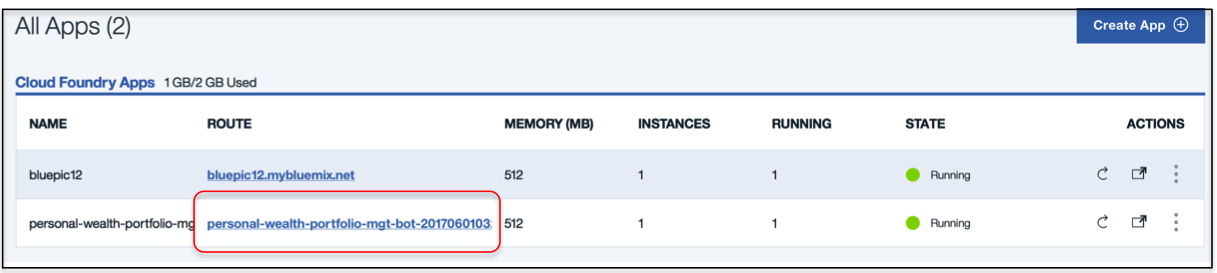 All Apps (2)
Create App
Cloud Foundry Apps 1 GB/2 GB Used
NAME ROUTE MEMORY (MB) INSTANCES RUNNING STATE ACTIONS
bluepic12 bluepic12.mybluemix.net 512 1 1 Running
personal-wealth-portfolio-mg personal-wealth-portfolio-mgt-bot-2017060103 512 1 1 Running